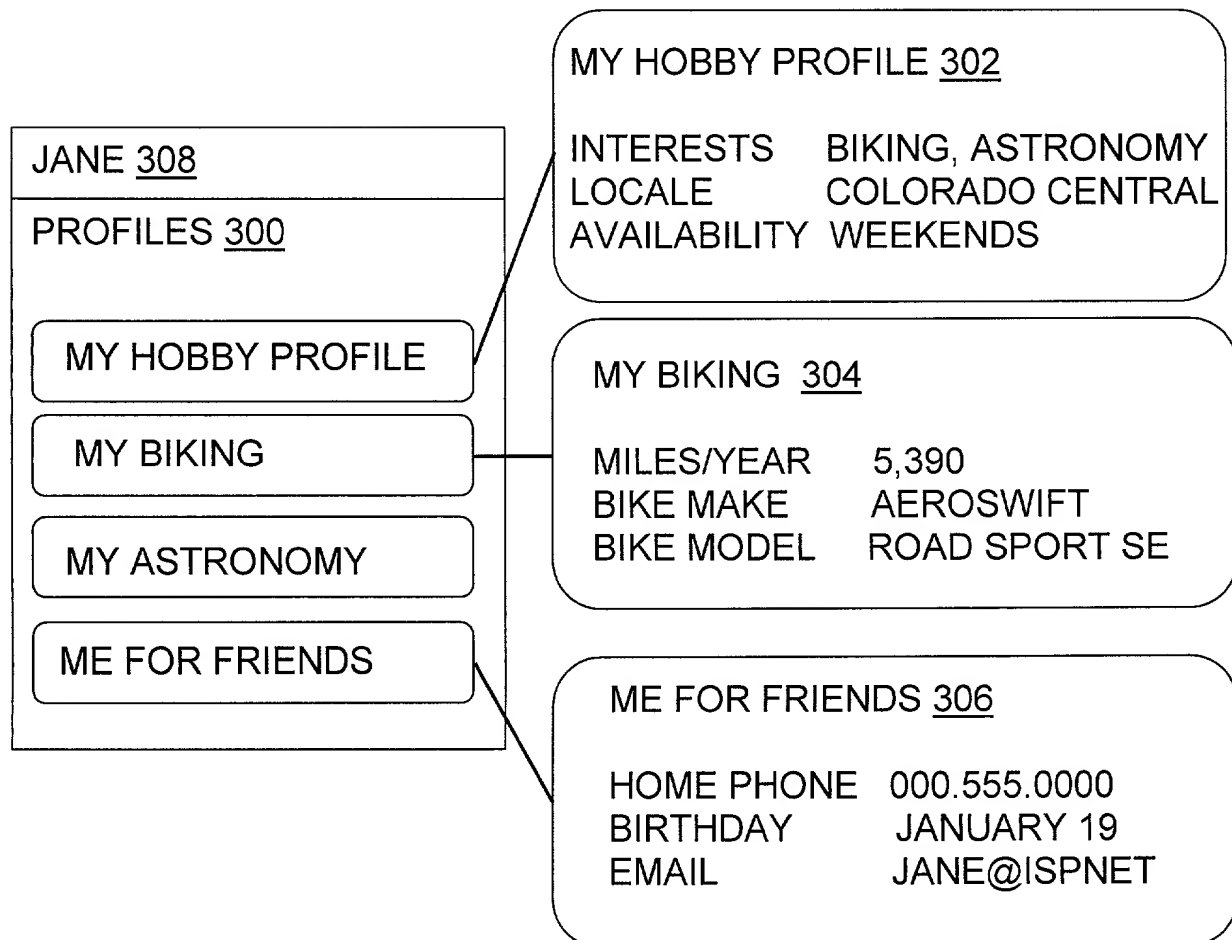 JANE 308
PROFILES 300
MY HOBBY PROFILE
MY BIKING
MY ASTRONOMY
ME FOR FRIENDS
MY HOBBY PROFILE 302
INTERESTS BIKING, ASTRONOMY
LOCALE COLORADO CENTRAL
AVAILABILITY WEEKENDS
MY BIKING 304
MILES/YEAR 5,390
BIKE MAKE AEROSWIFT
BIKE MODEL ROAD SPORT SE
ME FOR FRIENDS 306
HOME PHONE 000.555.0000
BIRTHDAY JANUARY 19
EMAIL JANE@ISPNET